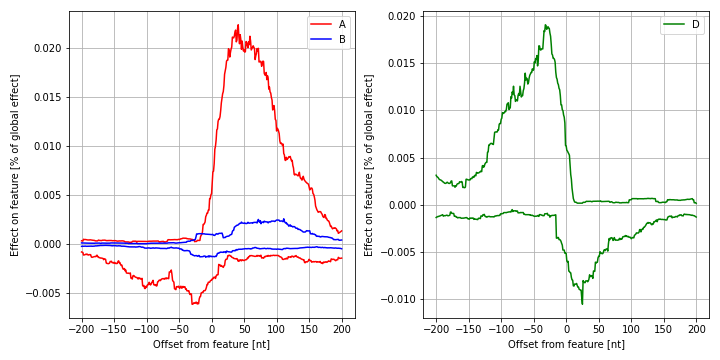 A
B
0.020
0.015
0.010
0.005
0.000
−0.005
Effect on feature [% of global effect]
−200 −150 −100 −50 0 50 100 150 200
Offset from feature [nt]
D
0.020
0.015
0.010
0.005
0.000
−0.005
−0.010
Effect on feature [% of global effect]
−200 −150 −100 −50 0 50 100 150 200
Offset from feature [nt]